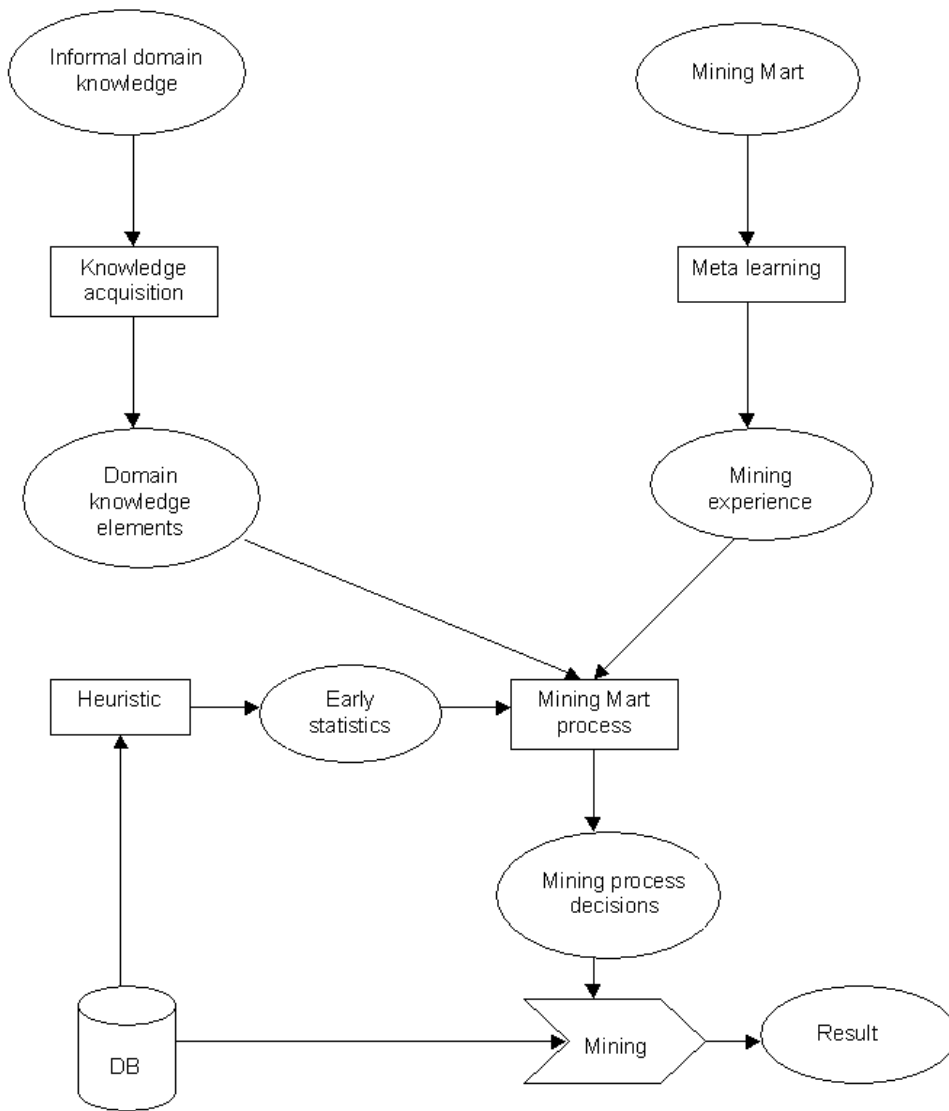 Informal domain
knowledge
Mining Mart
Knowledge
acquisition
Meta learning
Domain
knowledge
elements
Mining
experience
Heuristic
Early
statistics
Mining Mart
process
Mining process
decisions
DB
Mining
Result